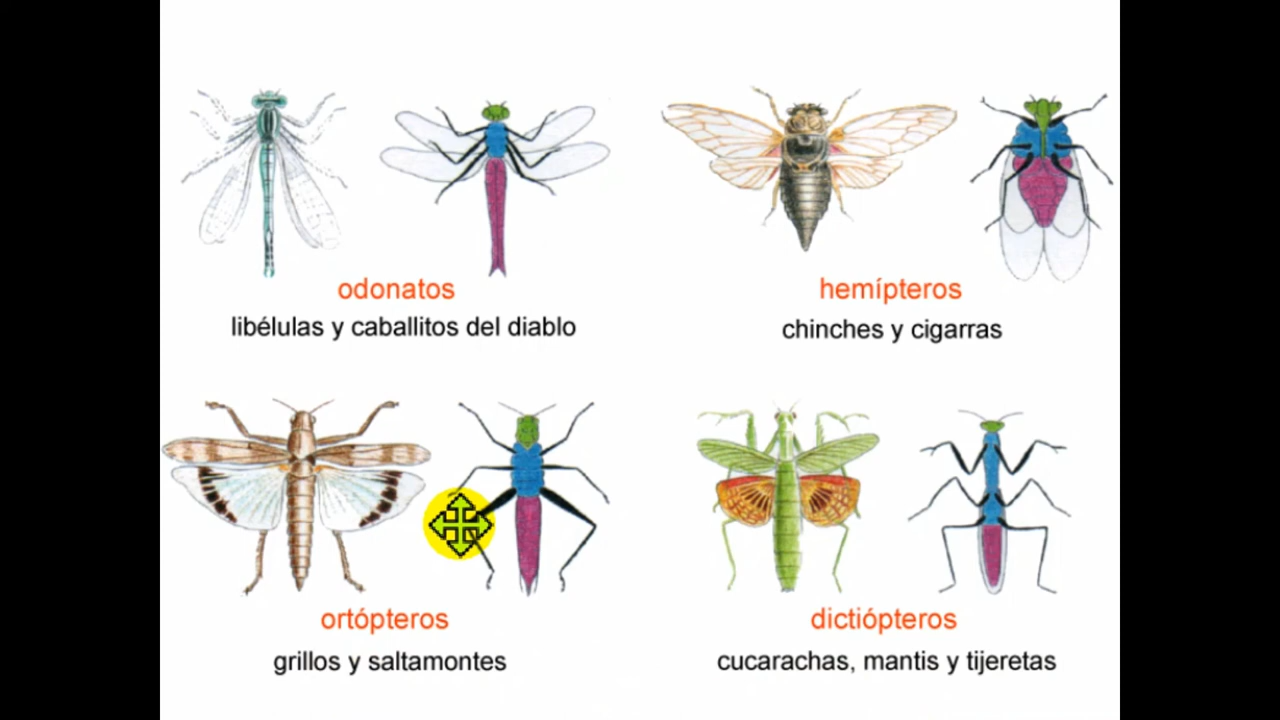 odonatos
libélulas y caballitos del diablo
hemípteros
chinches y cigarras
ortópteros
grillos y saltamontes
dictiópteros
cucarachas, mantis y tijeretas